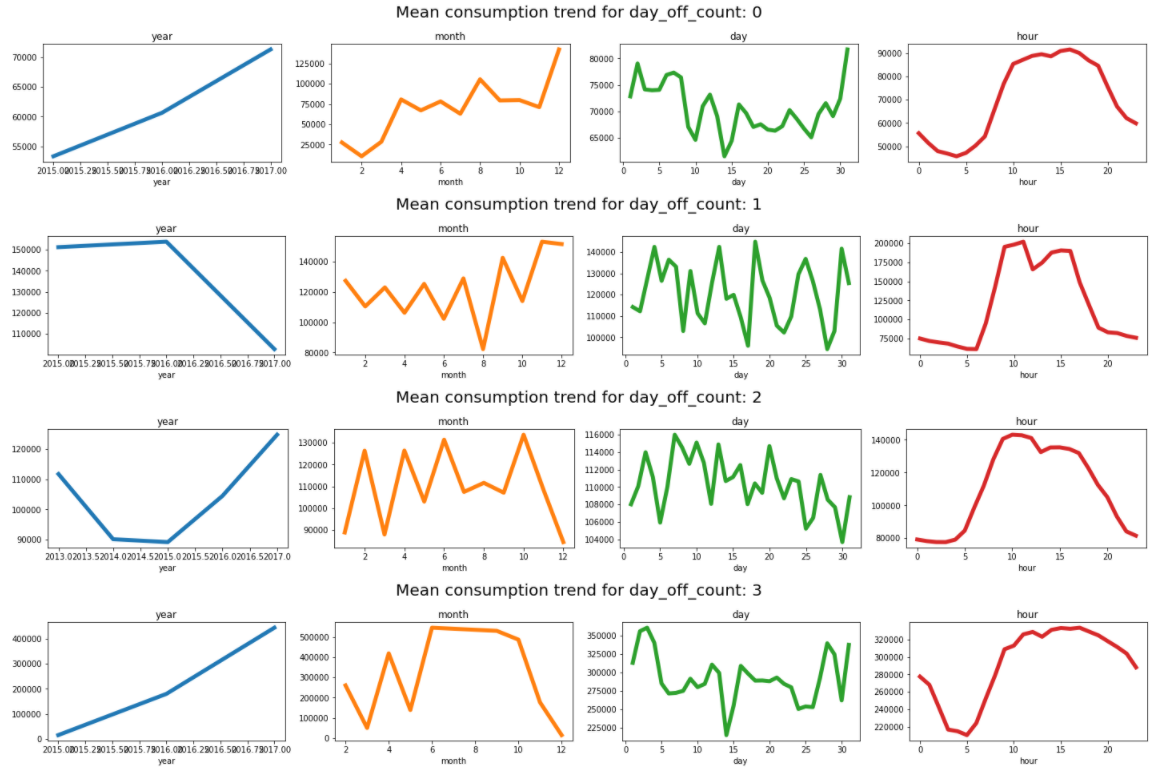 Mean consumption trend for day_off_count: 0
year
70000
65000
60000
55000
2015.00 2015.25 2015.50 2015.75 2016.00 2016.25 2016.50 2016.75 2017.00
year
month
125000
100000
75000
50000
25000
2 4 6 8 10 12
month
day
80000
75000
70000
65000
0 5 10 15 20 25 30
day
hour
90000
80000
70000
60000
50000
0 5 10 15 20
hour
Mean consumption trend for day_off_count: 1
year
150000
140000
130000
120000
110000
2015.00 2015.25 2015.50 2015.75 2016.00 2016.25 2016.50 2016.75 2017.00
year
month
140000
120000
100000
80000
2 4 6 8 10 12
month
day
140000
130000
120000
110000
100000
0 5 10 15 20 25 30
day
hour
200000
175000
150000
125000
100000
75000
0 5 10 15 20
hour
Mean consumption trend for day_off_count: 2
year
120000
110000
100000
90000
2013.0 2013.5 2014.0 2014.5 2015.0 2015.5 2016.0 2016.5 2017.0
year
month
130000
120000
110000
100000
90000
2 4 6 8 10 12
month
day
116000
114000
112000
110000
108000
106000
104000
0 5 10 15 20 25 30
day
hour
140000
120000
100000
80000
0 5 10 15 20
hour
Mean consumption trend for day_off_count: 3
year
400000
300000
200000
100000
0
2015.00 2015.25 2015.50 2015.75 2016.00 2016.25 2016.50 2016.75 2017.00
year
month
500000
400000
300000
200000
100000
0
2 4 6 8 10 12
month
day
350000
325000
300000
275000
250000
225000
0 5 10 15 20 25 30
day
hour
320000
300000
280000
260000
240000
220000
0 5 10 15 20
hour